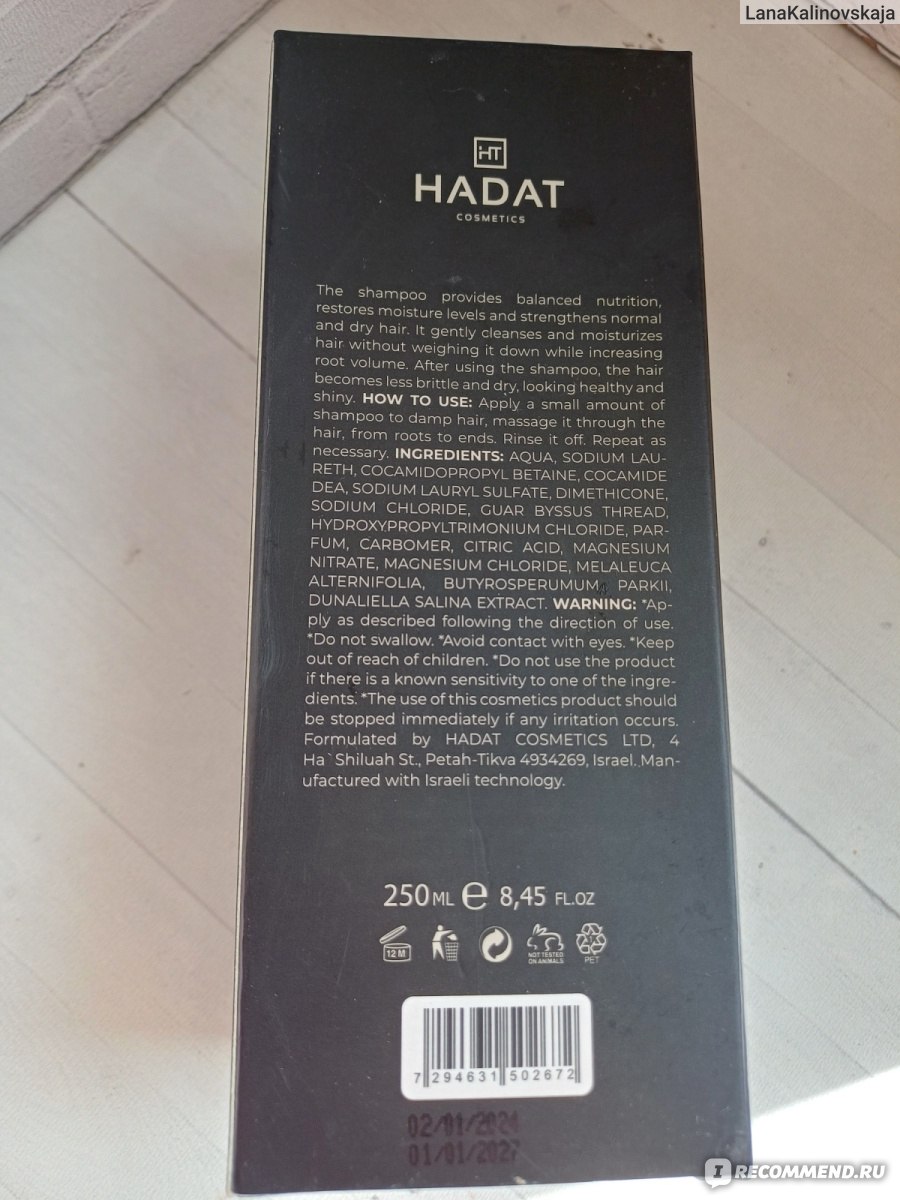 LanaKalinovskaja
HT
HADAT
COSMETICS
The shampoo provides balanced nutrition,
restores moisture levels and strengthens normal
and dry hair. It gently cleanses and moisturizes
hair without weighing it down while increasing
root volume. After using the shampoo, the hair
becomes less brittle and dry, looking healthy and
shiny. HOW TO USE: Apply a small amount of
shampoo to damp hair, massage it through the
hair, from roots to ends. Rinse it off. Repeat as
necessary. INGREDIENTS: AQUA, SODIUM LAU-
RETH, COCAMIDOPROPYL BETAINE, COCAMIDE
DEA, SODIUM LAURYL SULFATE, DIMETHICONE,
SODIUM CHLORIDE, GUAR BYSSUS THREAD,
HYDROXYPROPYLTRIMONIUM CHLORIDE, PAR-
FUM, CARBOMER, CITRIC ACID, MAGNESIUM
NITRATE, MAGNESIUM CHLORIDE, MELALEUCA
ALTERNIFOLIA, BUTYROSPERUMUM PARKII,
DUNALIELLA SALINA EXTRACT. WARNING: *Ap-
ply as described following the direction of use.
*Do not swallow. *Avoid contact with eyes. *Keep
out of reach of children. *Do not use the product
if there is a known sensitivity to one of the ingre-
dients. *The use of this cosmetics product should
be stopped immediately if any irritation occurs.
Formulated by HADAT COSMETICS LTD, 4
Ha`Shiluah St., Petah-Tikva 4934269, Israel. Man-
ufactured with Israeli technology.
250 ML e 8,45 FL.OZ
12 M
NOT TESTED
ON ANIMALS
PET
7 294631 502672
02/01/2024
01/01/2027
IRECOMMEND.RU